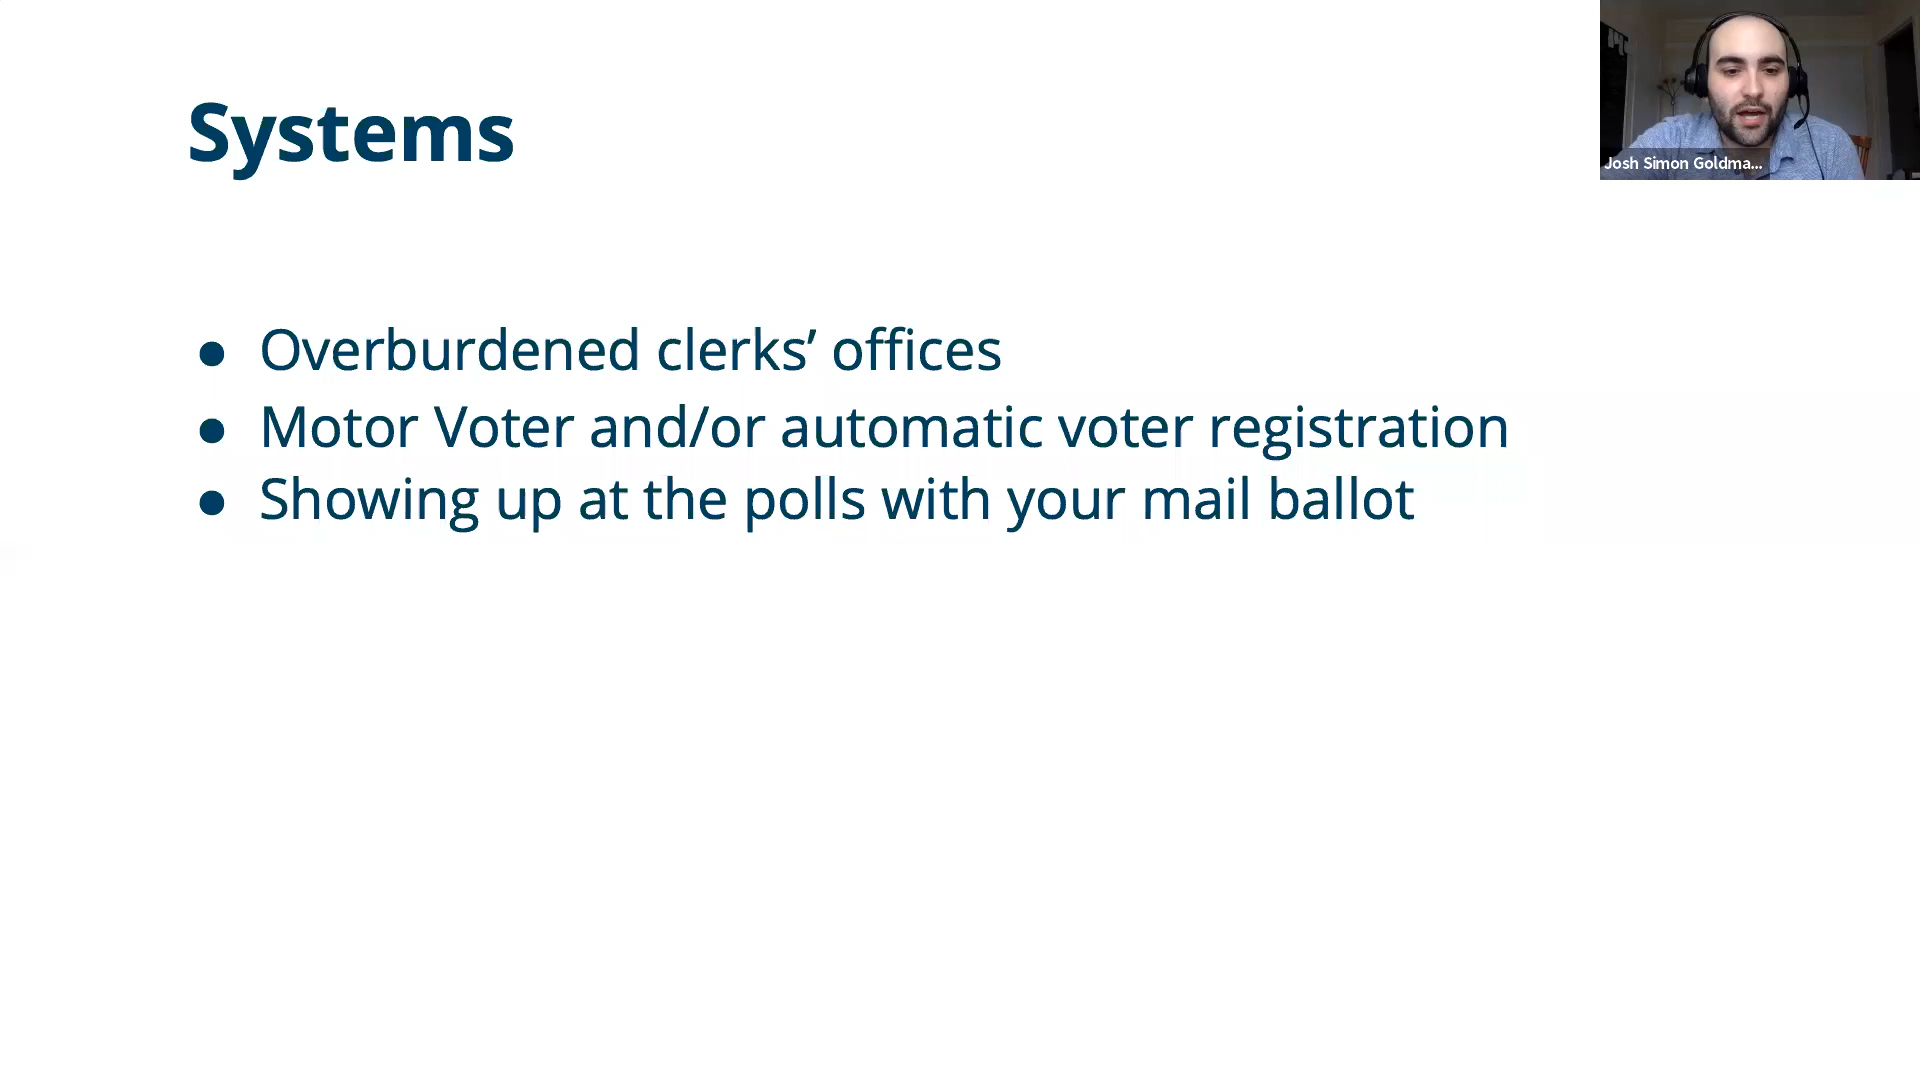 Systems
Josh Simon Goldma...
● Overburdened clerks’ offices
● Motor Voter and/or automatic voter registration
● Showing up at the polls with your mail ballot